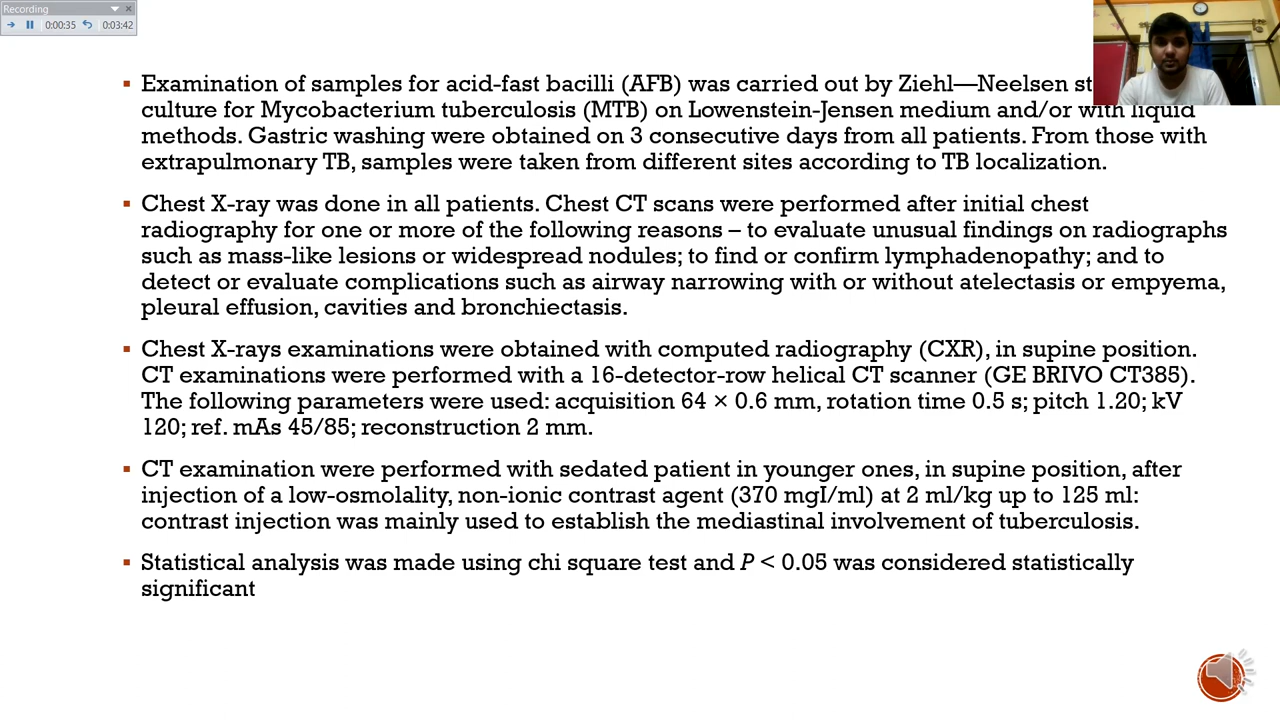 Recording
0:00:35
0:03:42
▪ Examination of samples for acid-fast bacilli (AFB) was carried out by Ziehl—Neelsen
culture for Mycobacterium tuberculosis (MTB) on Lowenstein-Jensen medium and/or with liquid
methods. Gastric washing were obtained on 3 consecutive days from all patients. From those with
extrapulmonary TB, samples were taken from different sites according to TB localization.
▪ Chest X-ray was done in all patients. Chest CT scans were performed after initial chest
radiography for one or more of the following reasons – to evaluate unusual findings on radiographs
such as mass-like lesions or widespread nodules; to find or confirm lymphadenopathy; and to
detect or evaluate complications such as airway narrowing with or without atelectasis or empyema,
pleural effusion, cavities and bronchiectasis.
▪ Chest X-rays examinations were obtained with computed radiography (CXR), in supine position.
CT examinations were performed with a 16-detector-row helical CT scanner (GE BRIVO CT385).
The following parameters were used: acquisition 64 × 0.6 mm, rotation time 0.5 s; pitch 1.20; kV
120; ref. mAs 45/85; reconstruction 2 mm.
▪ CT examination were performed with sedated patient in younger ones, in supine position, after
injection of a low-osmolality, non-ionic contrast agent (370 mgI/ml) at 2 ml/kg up to 125 ml:
contrast injection was mainly used to establish the mediastinal involvement of tuberculosis.
▪ Statistical analysis was made using chi square test and P < 0.05 was considered statistically
significant